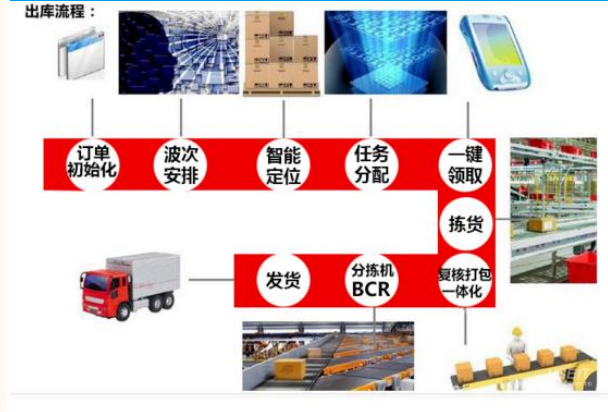 出库流程：
订单
初始化
波次
安排
智能
定位
任务
分配
一键
领取
拣货
复核打包
一体化
分拣机
BCR
发货